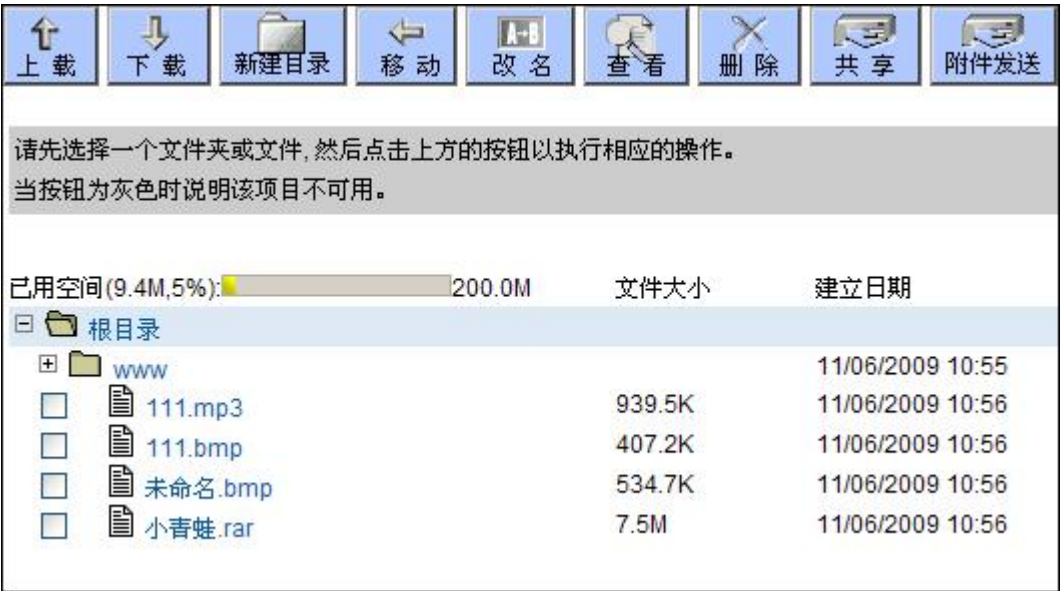 上载 下载 新建目录 移动 A→B 改名 查看 删除 共享 附件发送
请先选择一个文件夹或文件,然后点击上方的按钮以执行相应的操作。
当按钮为灰色时说明该项目不可用。
已用空间(9.4M,5%): 200.0M 文件大小 建立日期
根目录
www 11/06/2009 10:55
111.mp3 939.5K 11/06/2009 10:56
111.bmp 407.2K 11/06/2009 10:56
未命名.bmp 534.7K 11/06/2009 10:56
小青蛙.rar 7.5M 11/06/2009 10:56